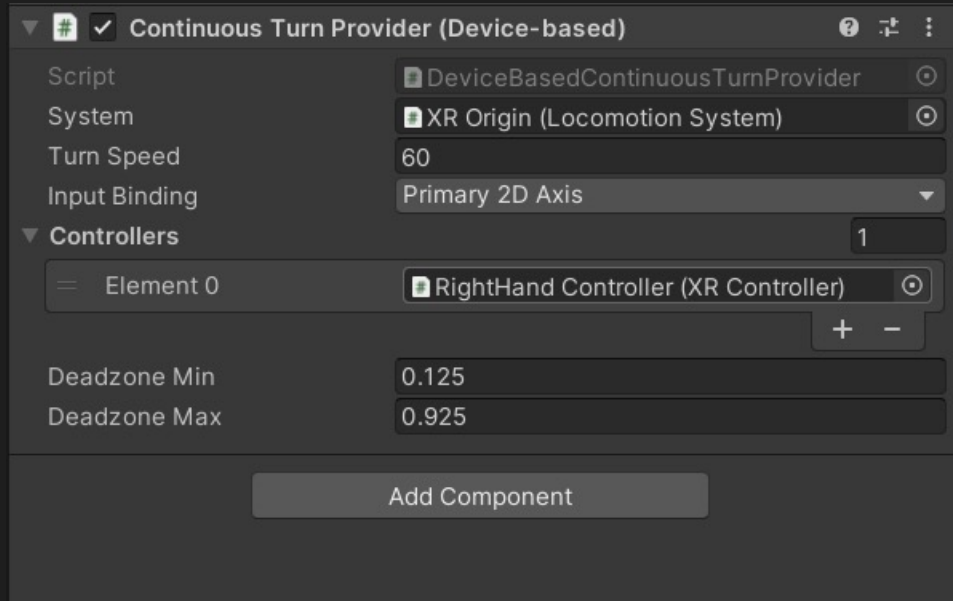 Continuous Turn Provider (Device-based)
Script DeviceBasedContinuousTurnProvider
System XR Origin (Locomotion System)
Turn Speed 60
Input Binding Primary 2D Axis
Controllers 1
Element 0 RightHand Controller (XR Controller)
+ −
Deadzone Min 0.125
Deadzone Max 0.925
Add Component